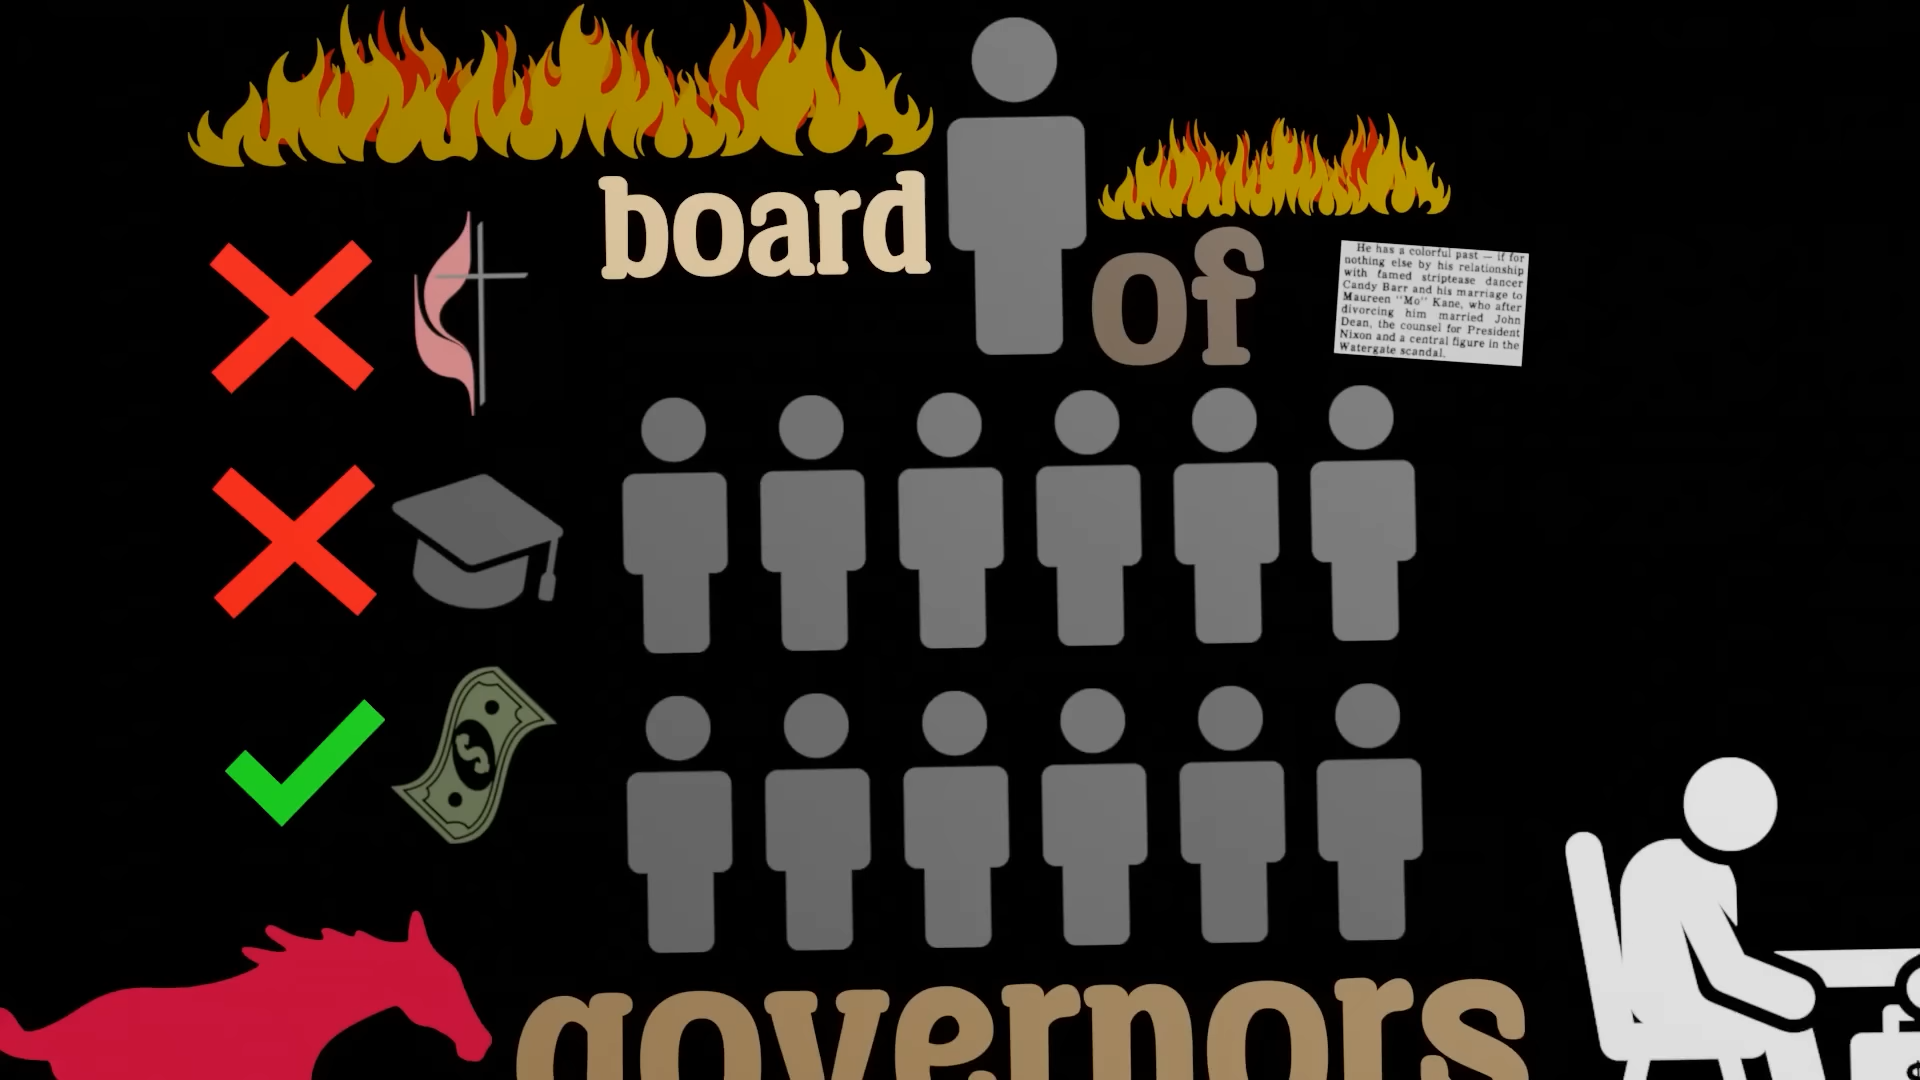 board
of
He has a colorful past — if for
nothing else by his relationship
with famed striptease dancer
Candy Barr and his marriage to
Maureen "Mo" Kane, who after
divorcing him married John
Dean, the counsel for President
Nixon and a central figure in the
Watergate scandal.
$
governors
$